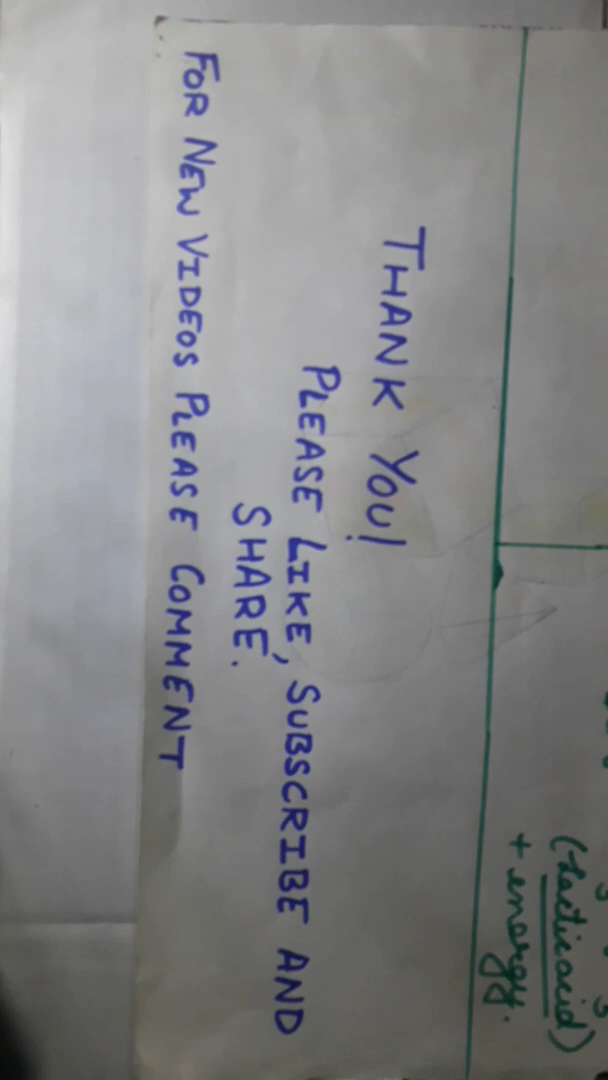 (Lactic acid)
+ energy.
THANK YOU!
PLEASE LIKE, SUBSCRIBE AND
SHARE.
FOR NEW VIDEOS PLEASE COMMENT